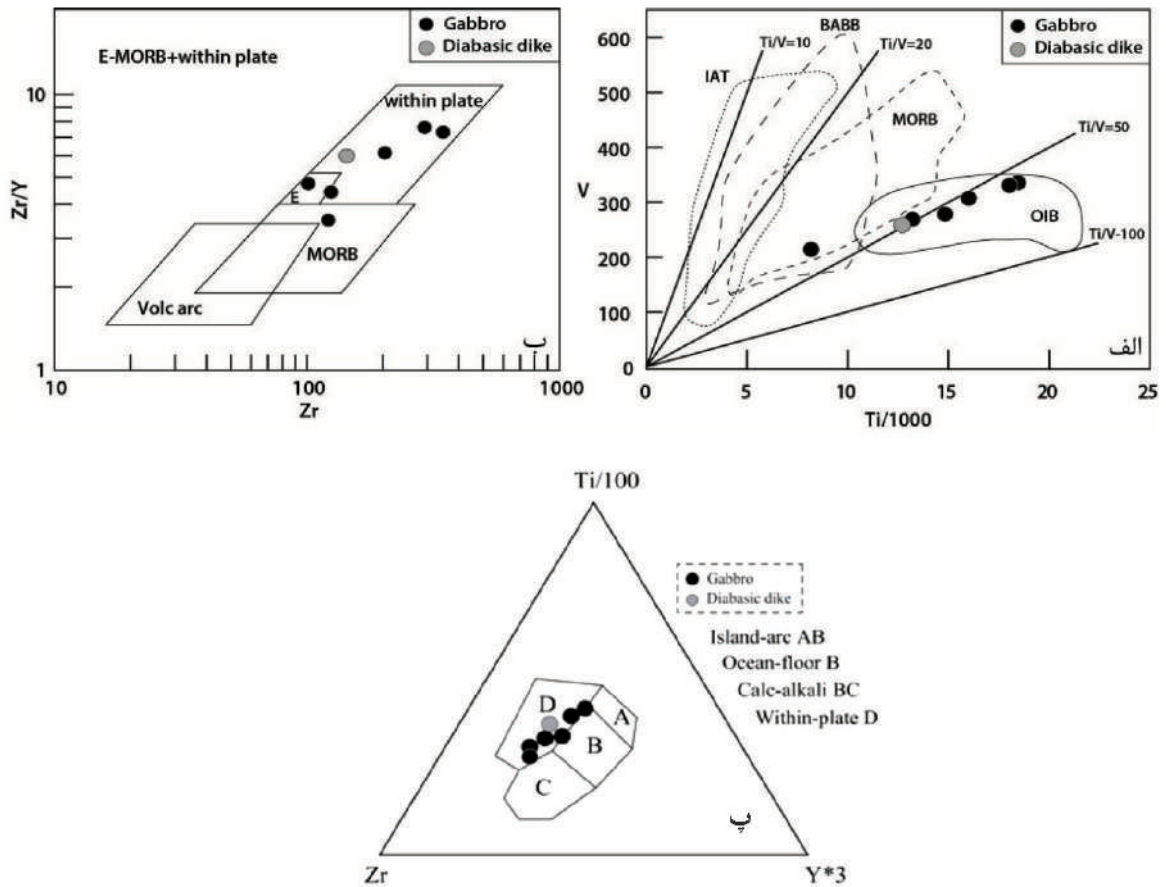 Gabbro
Diabasic dike
E-MORB+within plate
within plate
E
MORB
Volc arc
10
1
Zr/Y
10
100
1000
Zr
ب
Gabbro
Diabasic dike
BABB
Ti/V=10
Ti/V=20
IAT
MORB
Ti/V=50
OIB
Ti/V-100
600
500
400
300
200
100
0
V
0
5
10
15
20
25
Ti/1000
الف
Ti/100
Gabbro
Diabasic dike
Island-arc AB
Ocean-floor B
Calc-alkali BC
Within-plate D
D
A
B
C
پ
Zr
Y*3